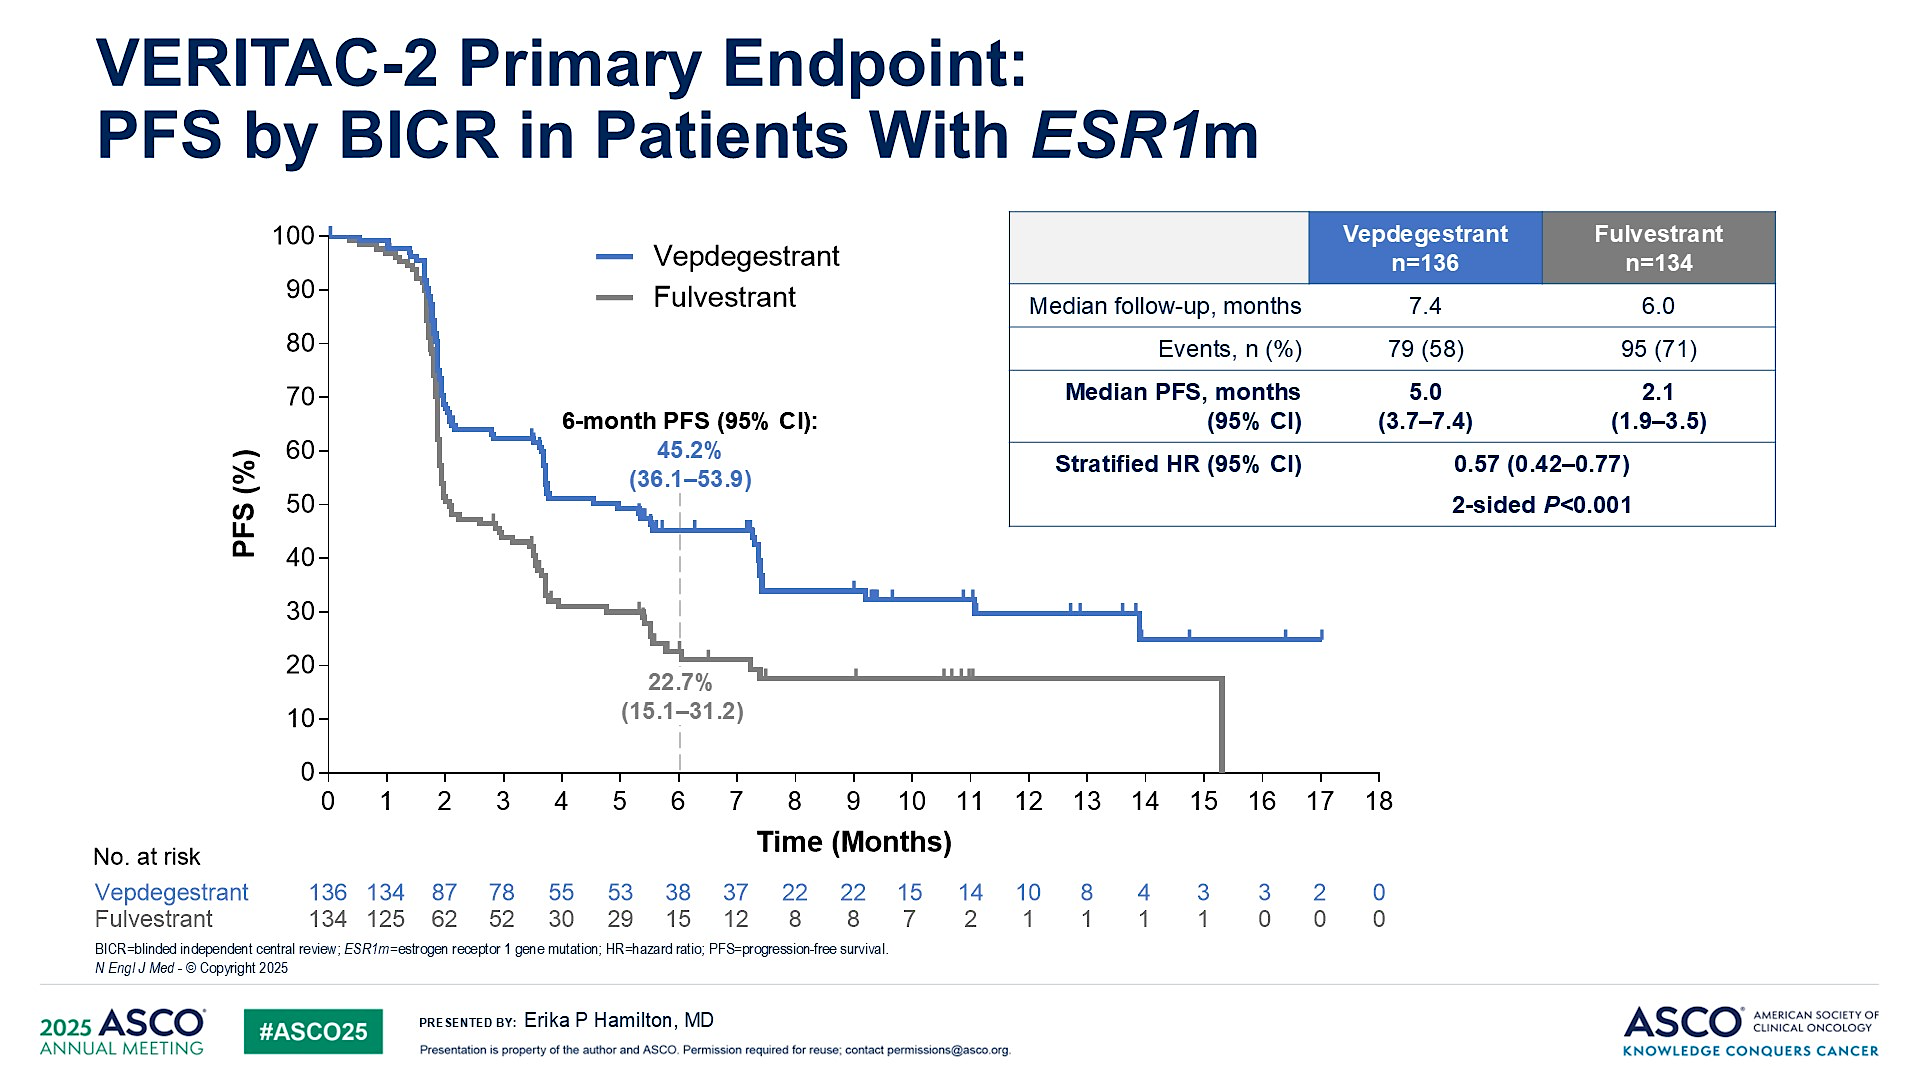 VERITAC-2 Primary Endpoint:
PFS by BICR in Patients With ESR1m
Vepdegestrant
Fulvestrant
6-month PFS (95% CI):
45.2%
(36.1–53.9)
22.7%
(15.1–31.2)
PFS (%)
100
90
80
70
60
50
40
30
20
10
0
0 1 2 3 4 5 6 7 8 9 10 11 12 13 14 15 16 17 18
Time (Months)
Vepdegestrant Fulvestrant
n=136 n=134
Median follow-up, months 7.4 6.0
Events, n (%) 79 (58) 95 (71)
Median PFS, months 5.0 2.1
(95% CI) (3.7–7.4) (1.9–3.5)
Stratified HR (95% CI) 0.57 (0.42–0.77)
2-sided P<0.001
No. at risk
Vepdegestrant 136 134 87 78 55 53 38 37 22 22 15 14 10 8 4 3 3 2 0
Fulvestrant 134 125 62 52 30 29 15 12 8 8 7 2 1 1 1 1 0 0 0
BICR=blinded independent central review; ESR1m=estrogen receptor 1 gene mutation; HR=hazard ratio; PFS=progression-free survival.
N Engl J Med - © Copyright 2025
2025 ASCO
ANNUAL MEETING
#ASCO25
PRESENTED BY: Erika P Hamilton, MD
Presentation is property of the author and ASCO. Permission required for reuse; contact permissions@asco.org.
ASCO AMERICAN SOCIETY OF
CLINICAL ONCOLOGY
KNOWLEDGE CONQUERS CANCER